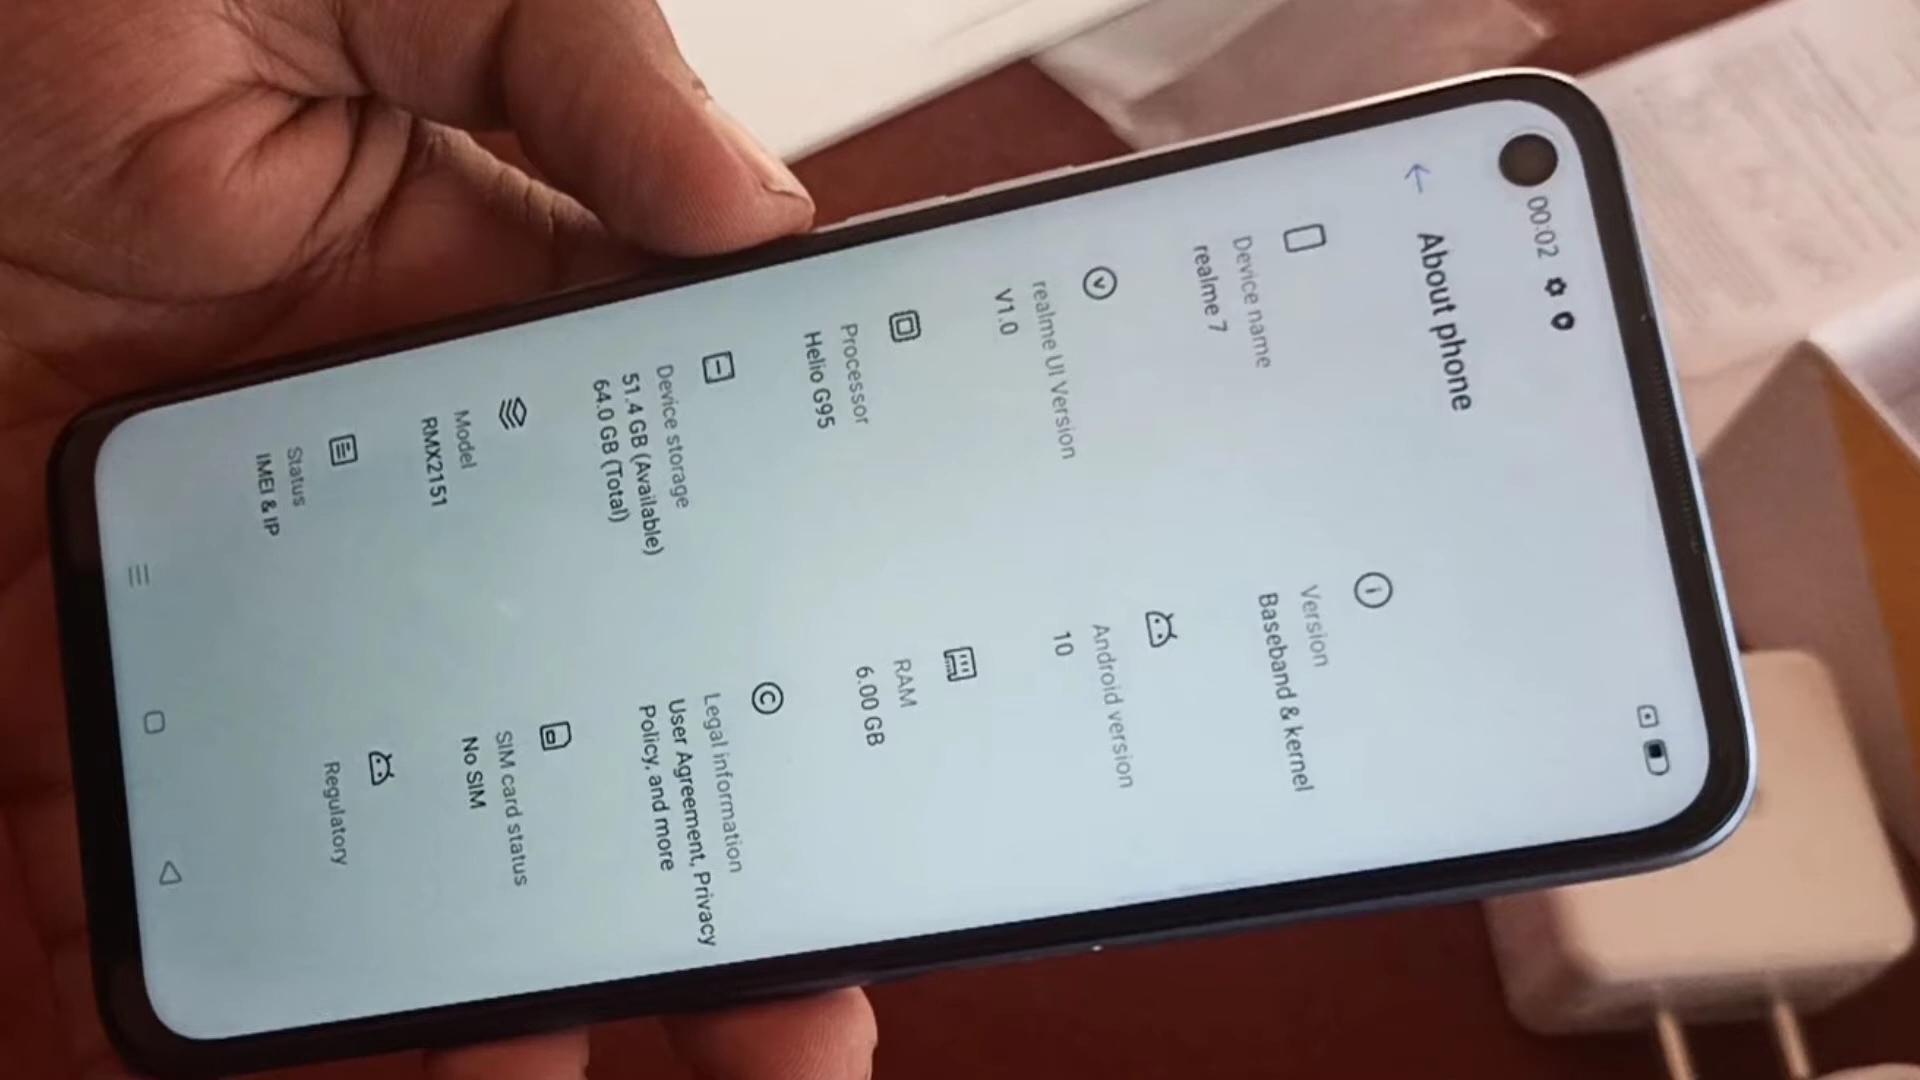 00:02
About phone
Device name
realme 7
Version
Baseband & kernel
realme UI Version
V1.0
Android version
10
Processor
Helio G95
RAM
6.00 GB
Device storage
51.4 GB (Available)
64.0 GB (Total)
Legal information
User Agreement, Privacy
Policy, and more
Model
RMX2151
SIM card status
No SIM
Status
IMEI & IP
Regulatory